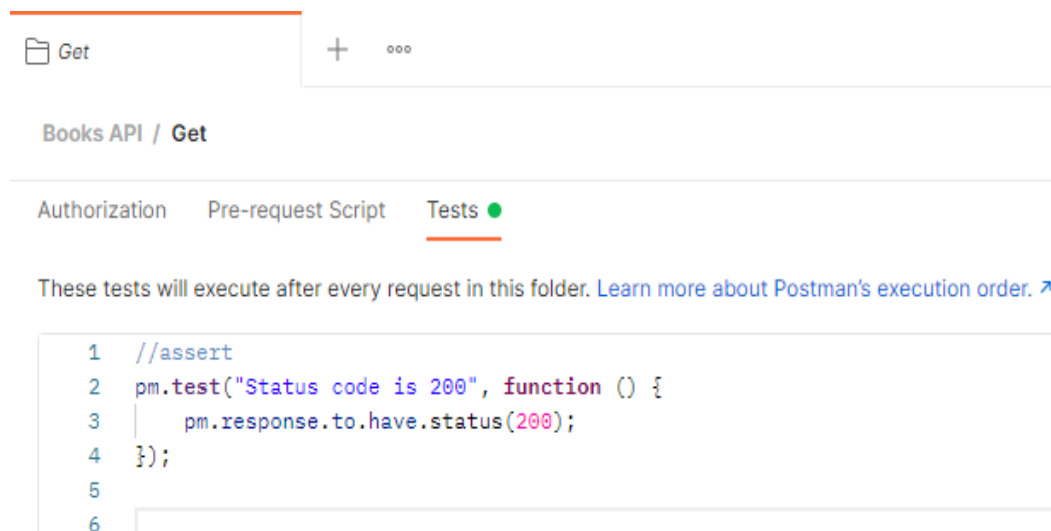 Get
Books API / Get
Authorization Pre-request Script Tests
These tests will execute after every request in this folder. Learn more about Postman's execution order. ↗
1 //assert
2 pm.test("Status code is 200", function () {
3 pm.response.to.have.status(200);
4 });
5
6